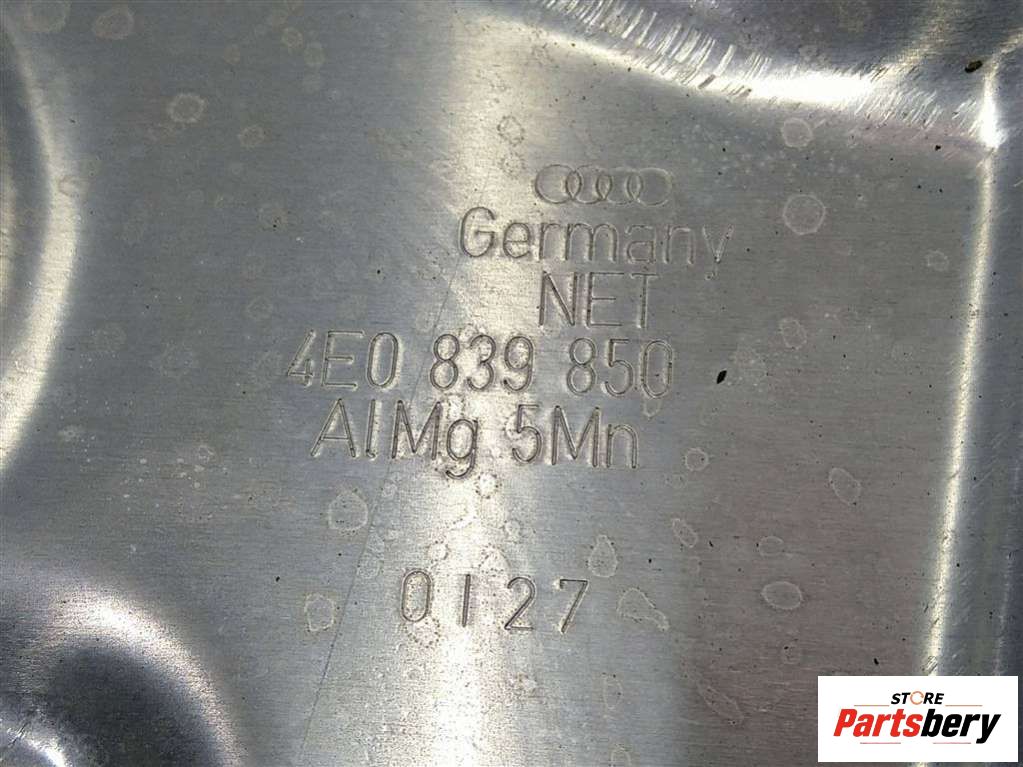 Germany
NET
4E0 839 850
AlMg 5Mn
0127
STORE
Partsbery